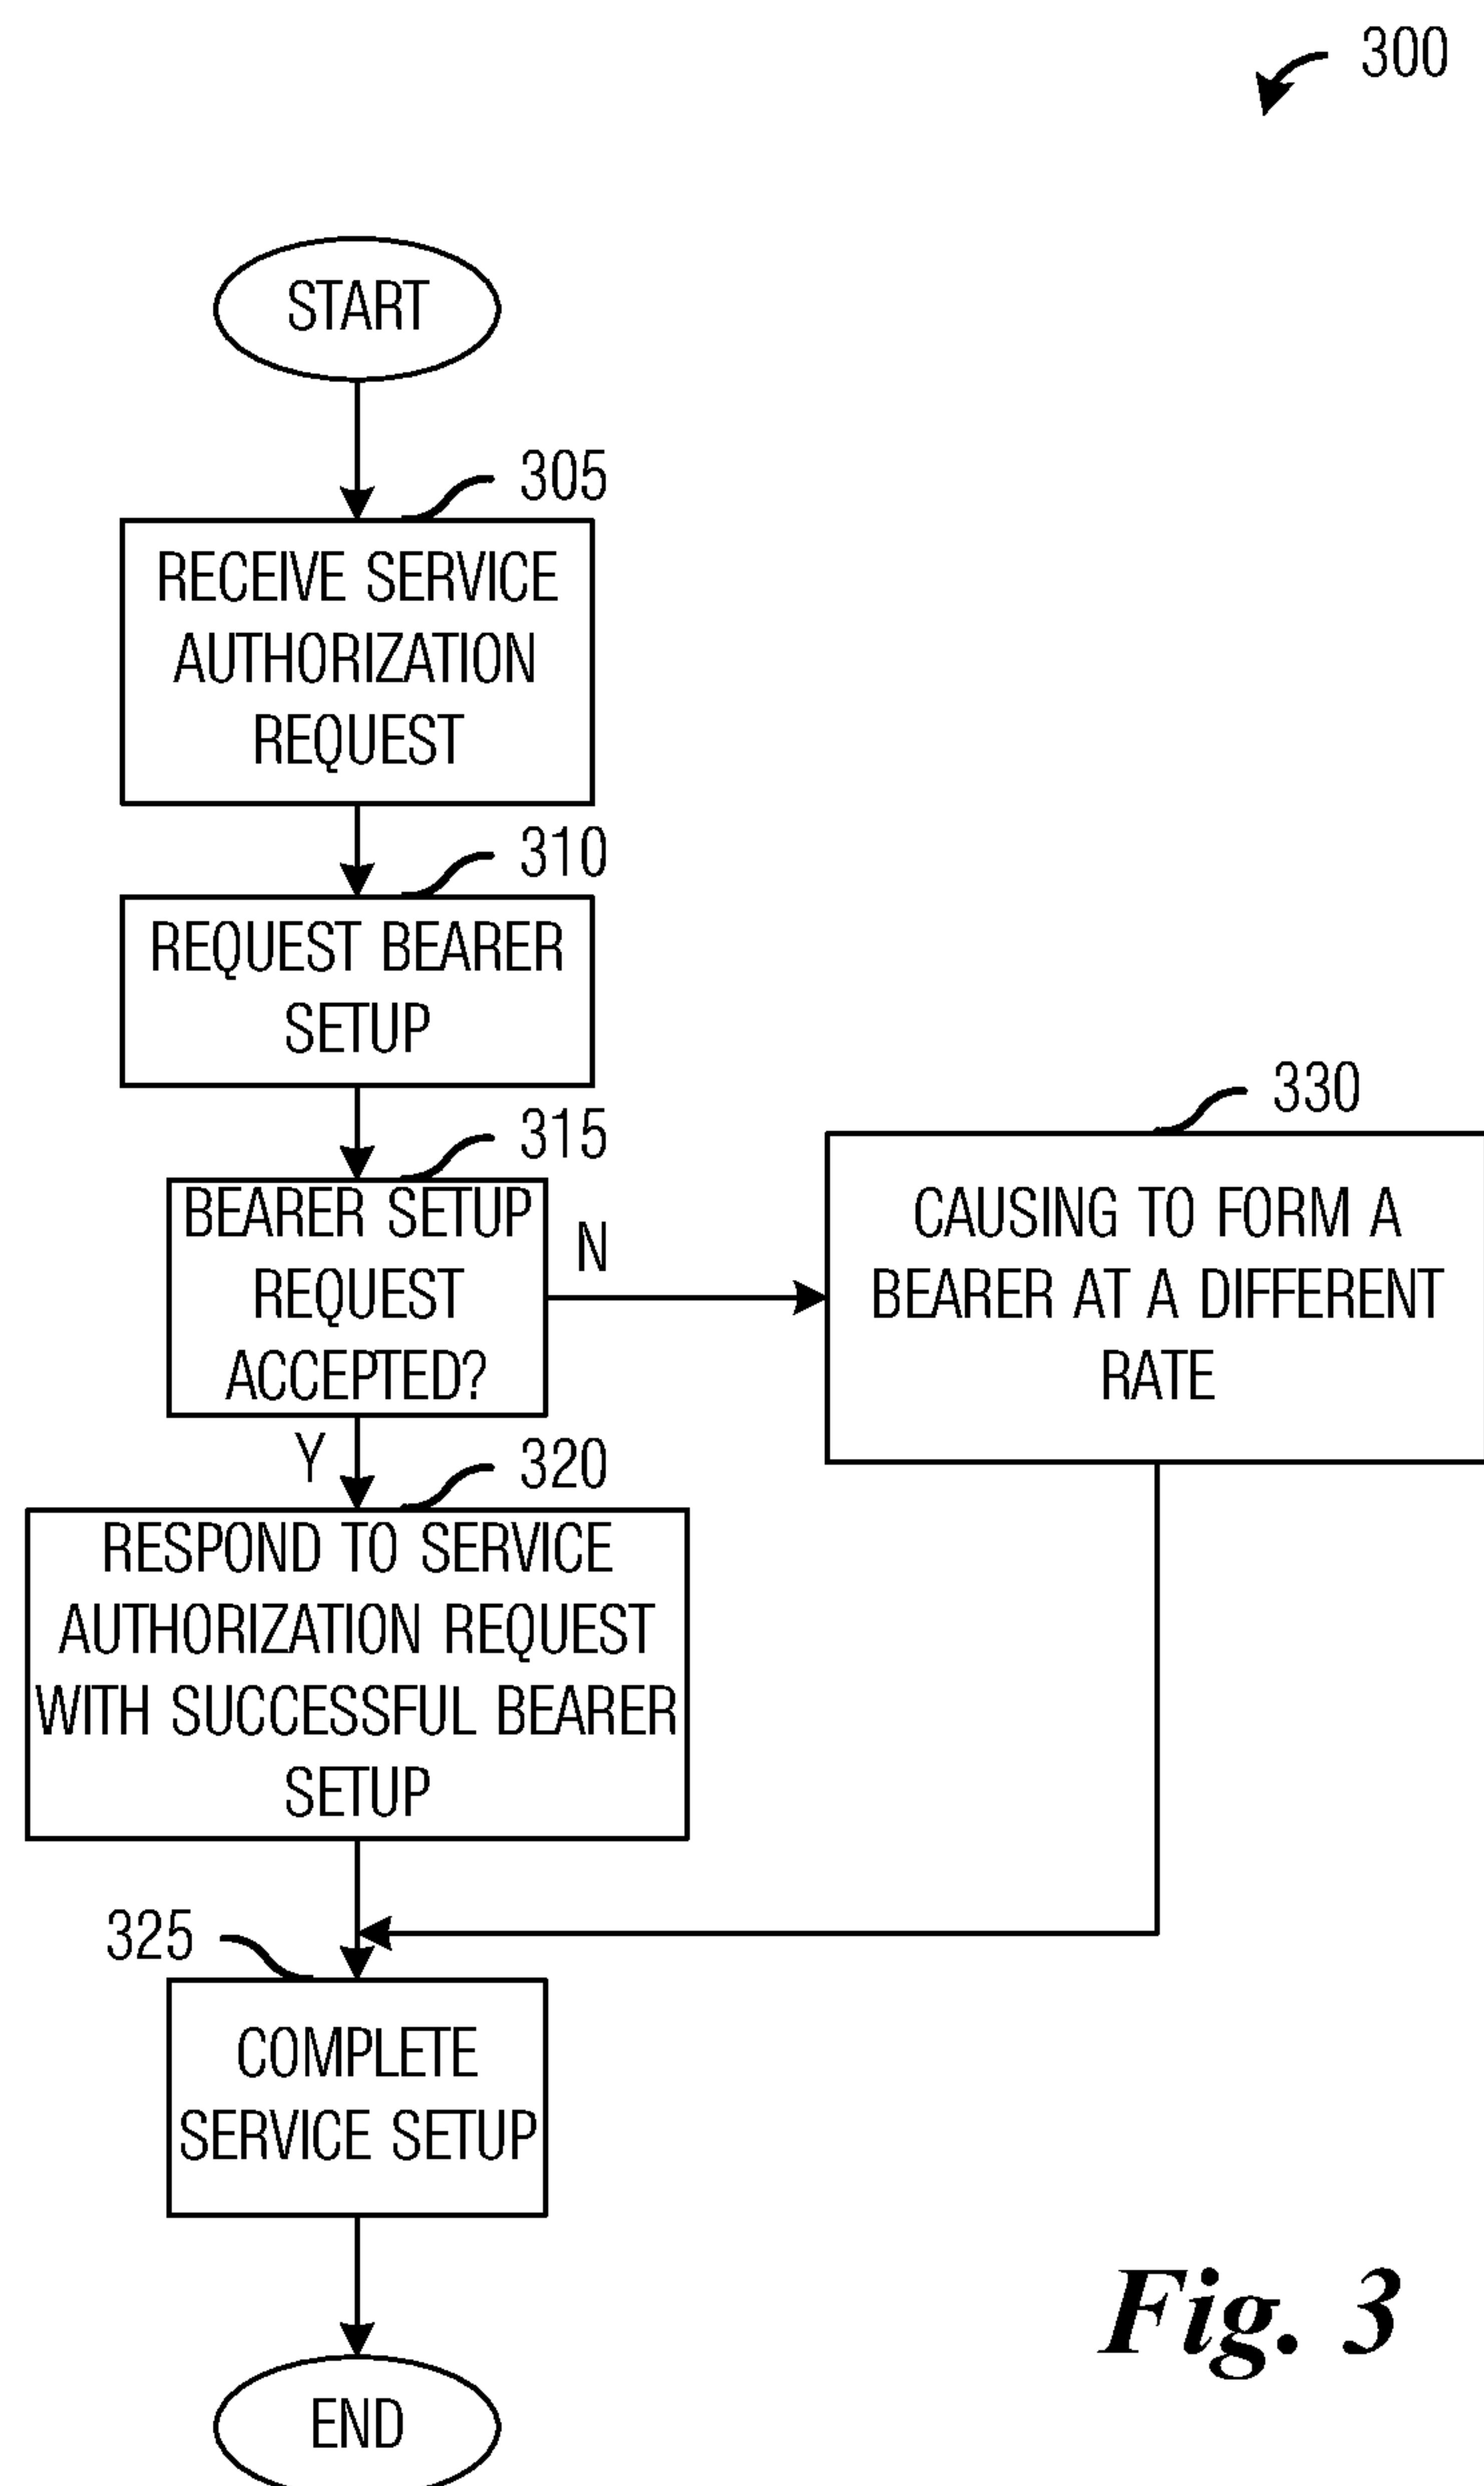 300
START
305
RECEIVE SERVICE
AUTHORIZATION
REQUEST
310
REQUEST BEARER
SETUP
315
BEARER SETUP
REQUEST
ACCEPTED?
N
330
CAUSING TO FORM A
BEARER AT A DIFFERENT
RATE
Y
320
RESPOND TO SERVICE
AUTHORIZATION REQUEST
WITH SUCCESSFUL BEARER
SETUP
325
COMPLETE
SERVICE SETUP
END
Fig. 3